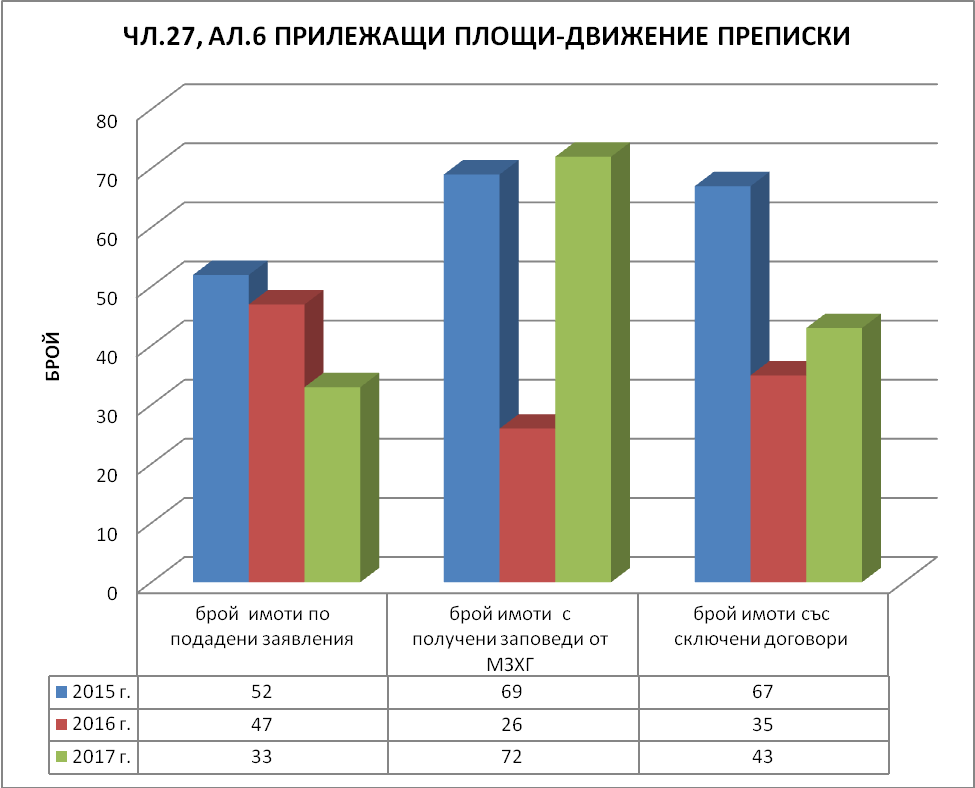 ЧЛ.27, АЛ.6 ПРИЛЕЖАЩИ ПЛОЩИ-ДВИЖЕНИЕ ПРЕПИСКИ
80
70
60
50
40
30
20
10
0
БРОЙ
брой имоти по
подадени заявления
брой имоти с
получени заповеди от
МЗХГ
брой имоти със
сключени договори
2015 г. 52 69 67
2016 г. 47 26 35
2017 г. 33 72 43